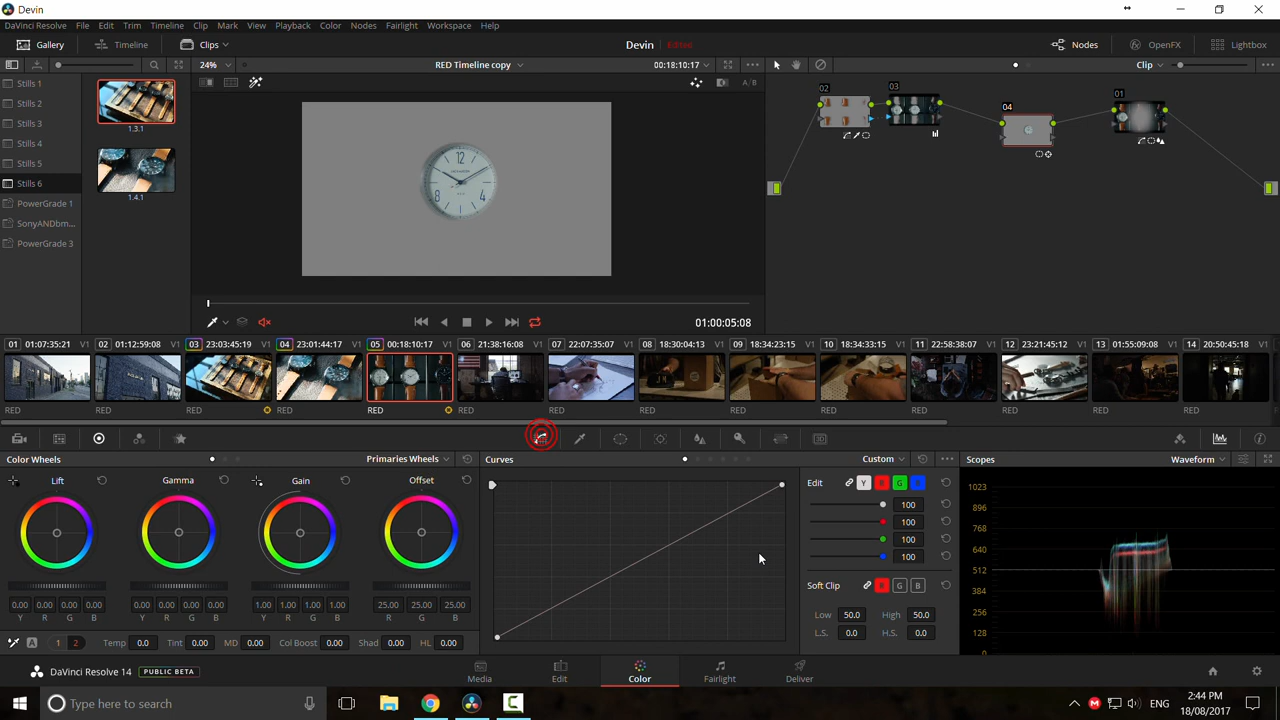 Devin
DaVinci Resolve File Edit Trim Timeline Clip Mark View Playback Color Nodes Fairlight Workspace Help
Gallery Timeline Clips Devin Edited Nodes OpenFX Lightbox
24% RED Timeline copy 00:18:10:17 Clip
Stills 1
Stills 2
Stills 3
Stills 4
Stills 5
Stills 6
PowerGrade 1
SonyANDbm...
PowerGrade 3
1.3.1
1.4.1
A/B
12
8 4
02 03 04 01
01:00:05:08
01 01:07:35:21 V1 02 01:12:59:08 V1 03 23:03:45:19 V1 04 23:01:44:17 V1 05 00:18:10:17 V1 06 21:38:16:08 V1 07 22:07:35:07 V1 08 18:30:04:13 V1 09 18:34:23:15 V1 10 18:34:33:15 V1 11 22:58:38:07 V1 12 23:21:45:12 V1 13 01:55:09:08 V1 14 20:50:45:18 V1
RED RED RED RED RED RED RED RED RED RED RED RED RED RED
3D
Color Wheels Primaries Wheels Curves Custom Scopes Waveform
Lift Gamma Gain Offset
0.00 0.00 0.00 0.00 0.00 0.00 0.00 0.00 1.00 1.00 1.00 1.00 25.00 25.00 25.00
Y R G B Y R G B Y R G B R G B
A 1 2 Temp 0.0 Tint 0.00 MD 0.00 Col Boost 0.00 Shad 0.00 HL 0.00
Edit Y R G B
100
100
100
100
Soft Clip R G B
Low 50.0 High 50.0
L.S. 0.0 H.S. 0.0
1023
896
768
640
512
384
256
128
0
DaVinci Resolve 14 PUBLIC BETA Media Edit Color Fairlight Deliver
Type here to search
ENG
2:44 PM
18/08/2017